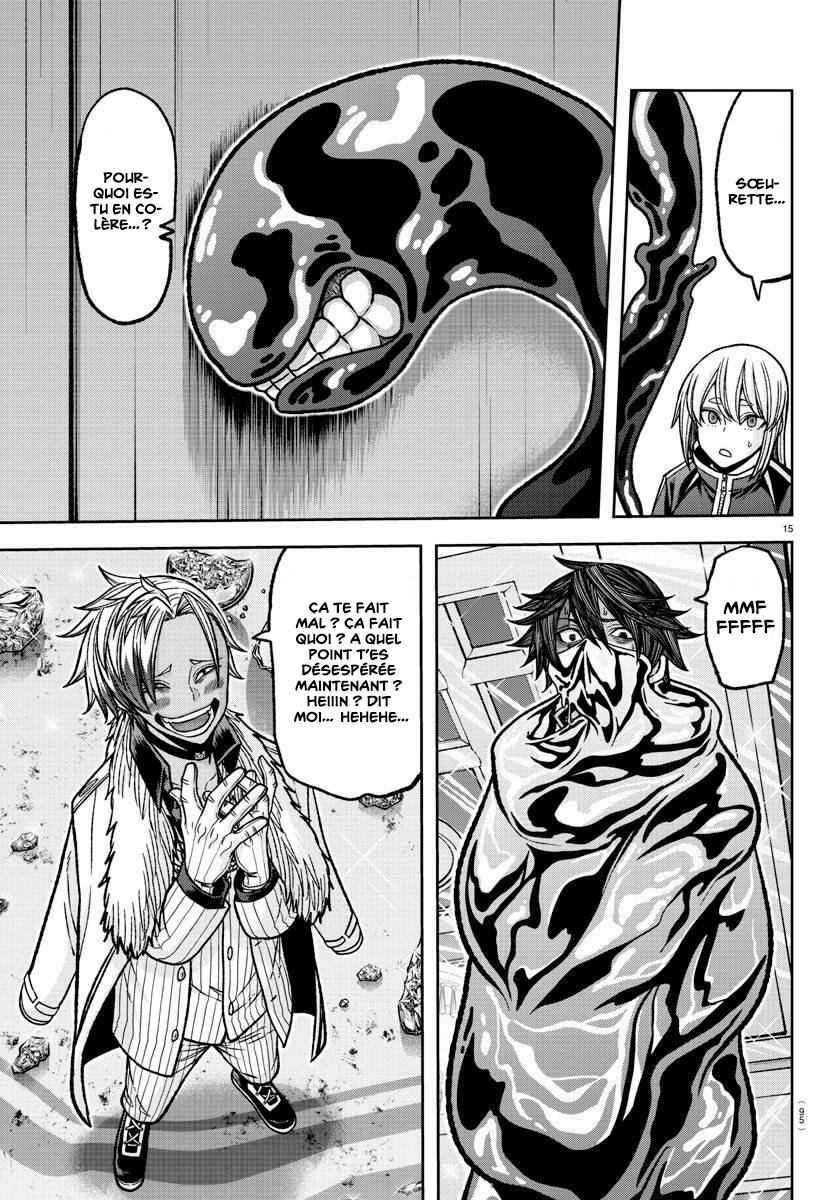 SŒU-
RETTE...
POUR-
QUOI ES-
TU EN CO-
LÈRE... ?
15
MMF
FFFFF
ÇA TE FAIT
MAL ? ÇA FAIT
QUOI ? A QUEL
POINT T'ES
DÉSESPÉRÉE
MAINTENANT ?
HEIIIN ? DIT
MOI... HEHEHE...
(95)